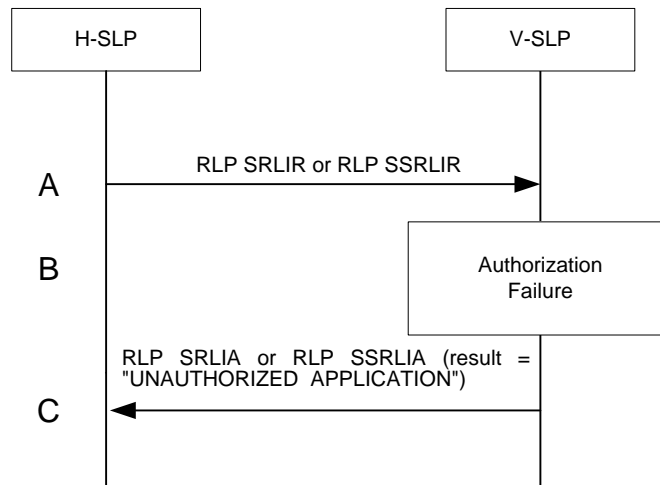 H-SLP
V-SLP
A
RLP SRLIR or RLP SSRLIR
B
Authorization
Failure
RLP SRLIA or RLP SSRLIA (result =
"UNAUTHORIZED APPLICATION")
C